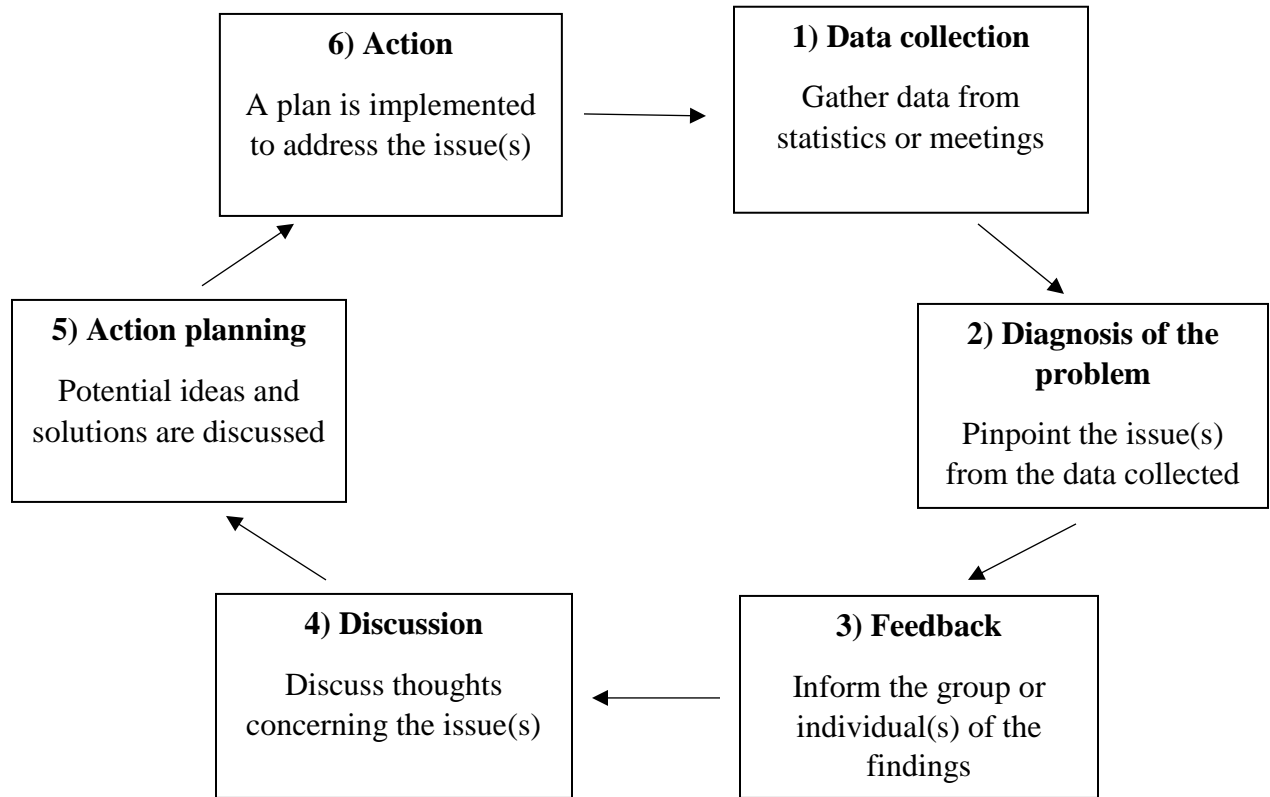 6) Action
A plan is implemented
to address the issue(s)
1) Data collection
Gather data from
statistics or meetings
5) Action planning
Potential ideas and
solutions are discussed
2) Diagnosis of the
problem
Pinpoint the issue(s)
from the data collected
4) Discussion
Discuss thoughts
concerning the issue(s)
3) Feedback
Inform the group or
individual(s) of the
findings